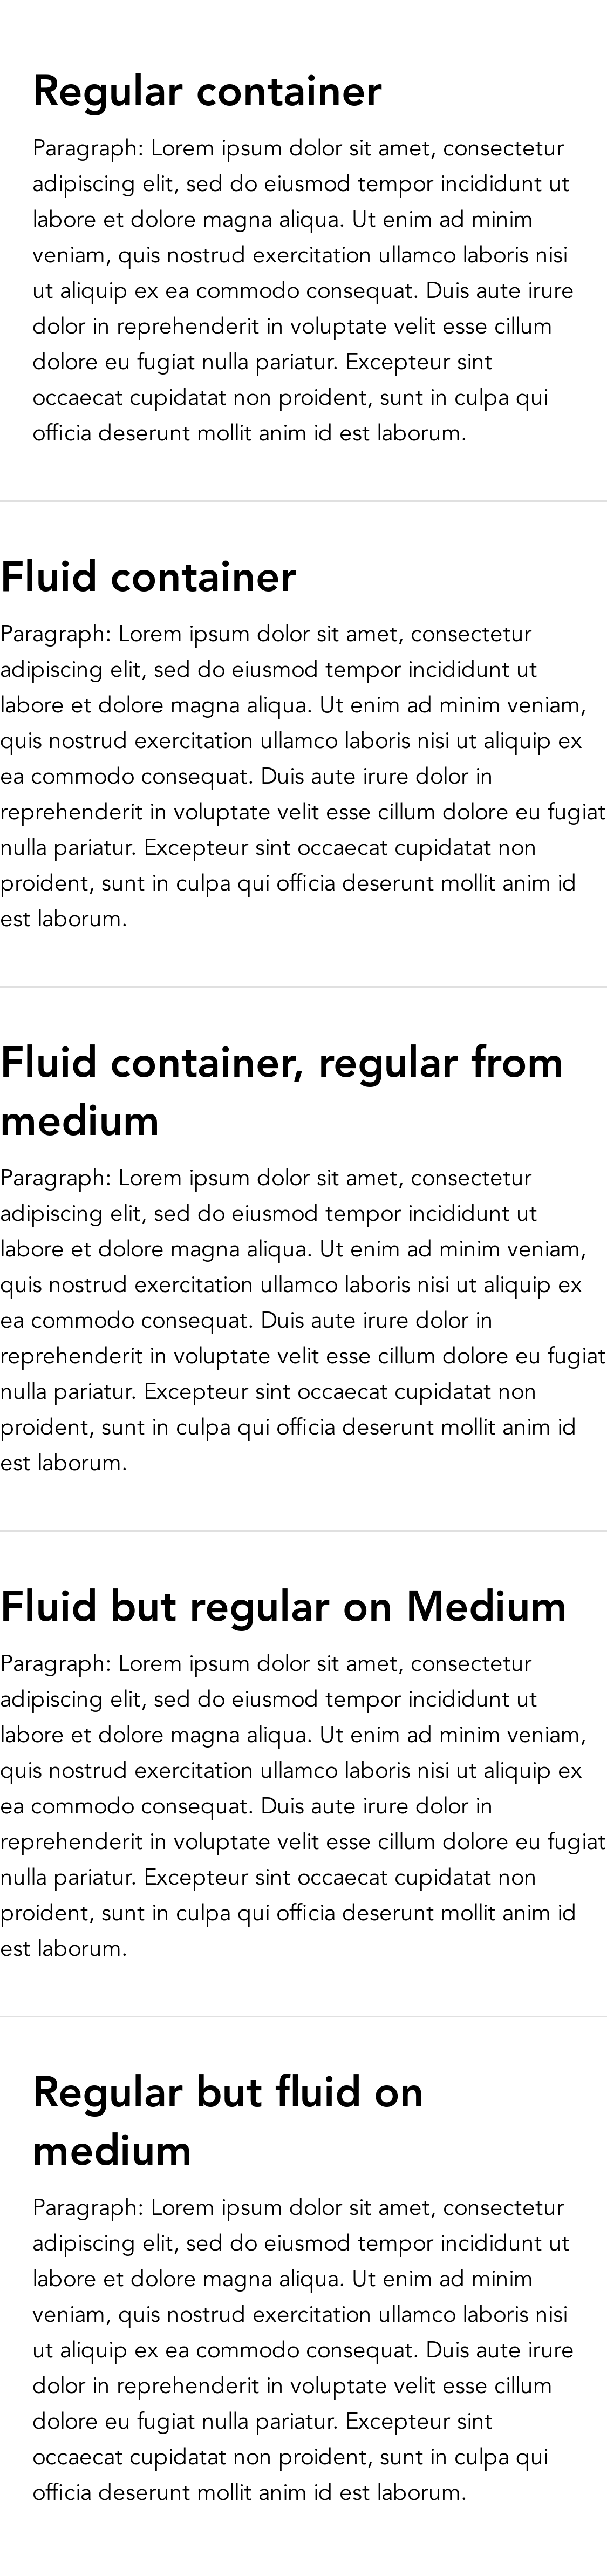 Regular container
Paragraph: Lorem ipsum dolor sit amet, consectetur
adipiscing elit, sed do eiusmod tempor incididunt ut
labore et dolore magna aliqua. Ut enim ad minim
veniam, quis nostrud exercitation ullamco laboris nisi
ut aliquip ex ea commodo consequat. Duis aute irure
dolor in reprehenderit in voluptate velit esse cillum
dolore eu fugiat nulla pariatur. Excepteur sint
occaecat cupidatat non proident, sunt in culpa qui
officia deserunt mollit anim id est laborum.
Fluid container
Paragraph: Lorem ipsum dolor sit amet, consectetur
adipiscing elit, sed do eiusmod tempor incididunt ut
labore et dolore magna aliqua. Ut enim ad minim veniam,
quis nostrud exercitation ullamco laboris nisi ut aliquip ex
ea commodo consequat. Duis aute irure dolor in
reprehenderit in voluptate velit esse cillum dolore eu fugiat
nulla pariatur. Excepteur sint occaecat cupidatat non
proident, sunt in culpa qui officia deserunt mollit anim id
est laborum.
Fluid container, regular from
medium
Paragraph: Lorem ipsum dolor sit amet, consectetur
adipiscing elit, sed do eiusmod tempor incididunt ut
labore et dolore magna aliqua. Ut enim ad minim veniam,
quis nostrud exercitation ullamco laboris nisi ut aliquip ex
ea commodo consequat. Duis aute irure dolor in
reprehenderit in voluptate velit esse cillum dolore eu fugiat
nulla pariatur. Excepteur sint occaecat cupidatat non
proident, sunt in culpa qui officia deserunt mollit anim id
est laborum.
Fluid but regular on Medium
Paragraph: Lorem ipsum dolor sit amet, consectetur
adipiscing elit, sed do eiusmod tempor incididunt ut
labore et dolore magna aliqua. Ut enim ad minim veniam,
quis nostrud exercitation ullamco laboris nisi ut aliquip ex
ea commodo consequat. Duis aute irure dolor in
reprehenderit in voluptate velit esse cillum dolore eu fugiat
nulla pariatur. Excepteur sint occaecat cupidatat non
proident, sunt in culpa qui officia deserunt mollit anim id
est laborum.
Regular but fluid on
medium
Paragraph: Lorem ipsum dolor sit amet, consectetur
adipiscing elit, sed do eiusmod tempor incididunt ut
labore et dolore magna aliqua. Ut enim ad minim
veniam, quis nostrud exercitation ullamco laboris nisi
ut aliquip ex ea commodo consequat. Duis aute irure
dolor in reprehenderit in voluptate velit esse cillum
dolore eu fugiat nulla pariatur. Excepteur sint
occaecat cupidatat non proident, sunt in culpa qui
officia deserunt mollit anim id est laborum.